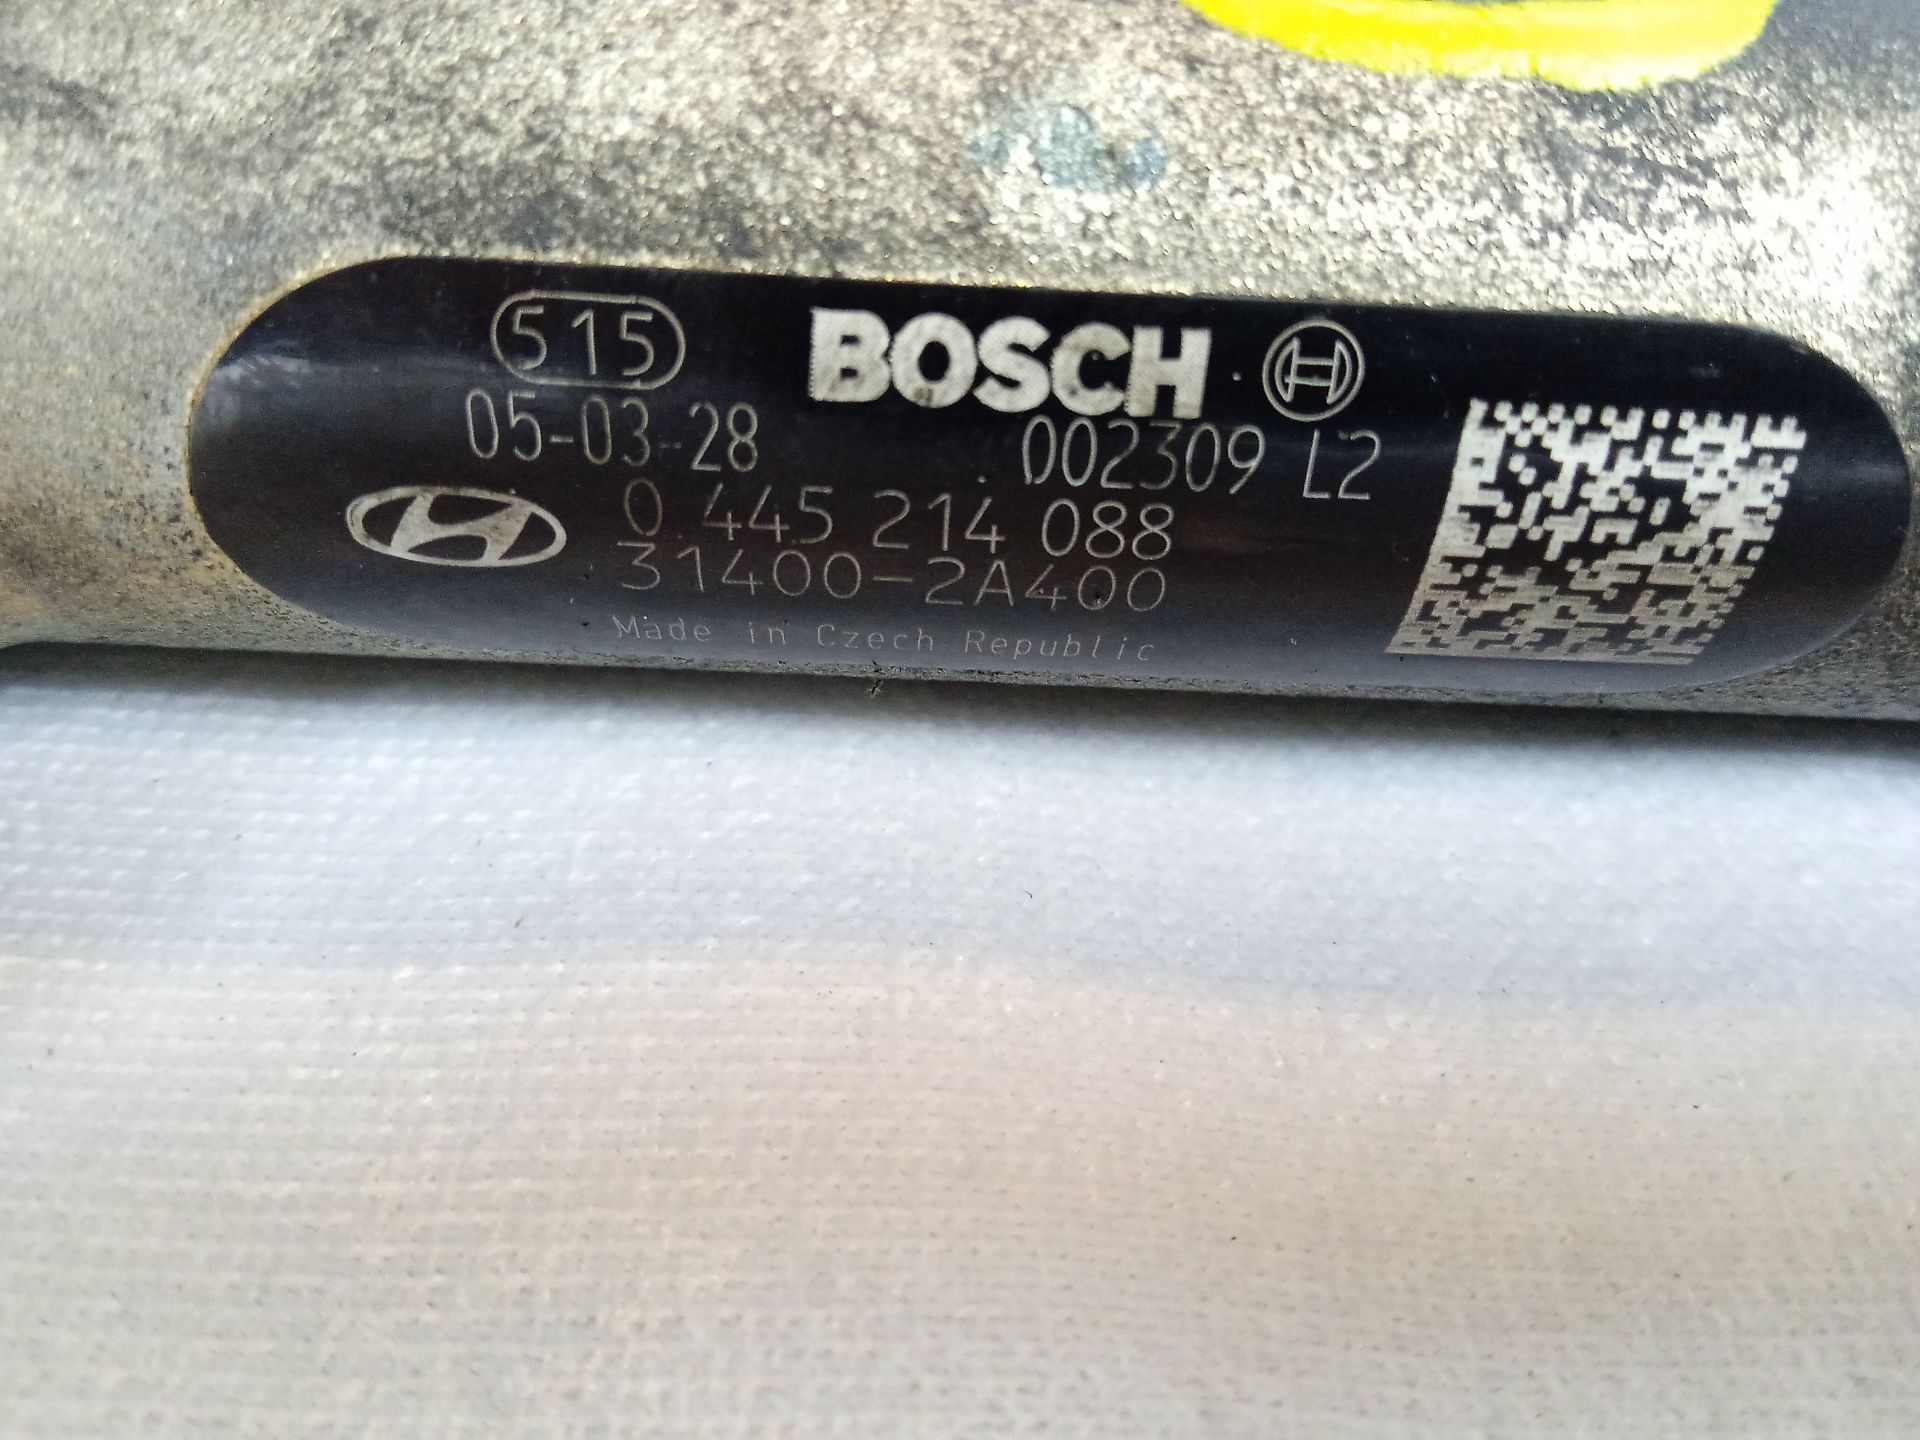 515 BOSCH
05-03-28 002309 L2
0 445 214 088
31400-2A400
Made in Czech Republic